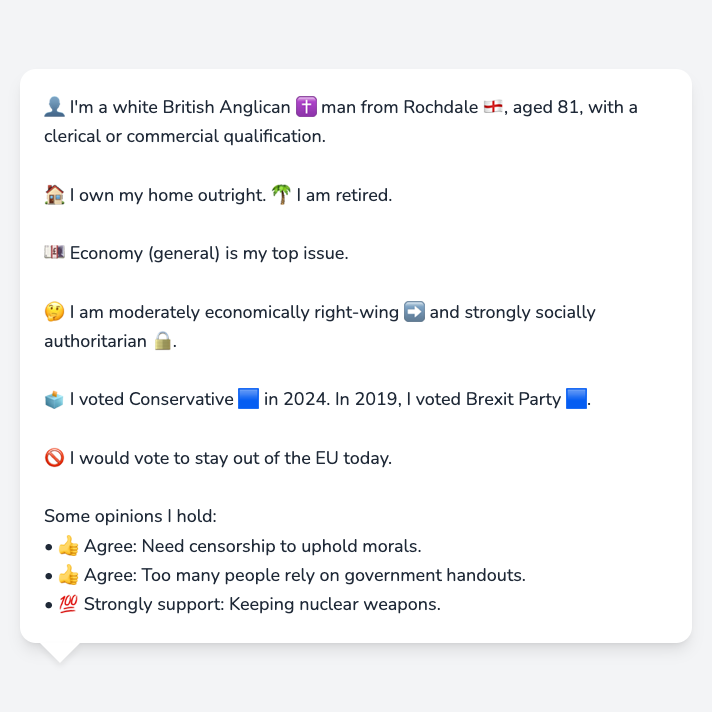 👤 I'm a white British Anglican ✝️ man from Rochdale 🏴󠁧󠁢󠁥󠁮󠁧󠁿, aged 81, with a
clerical or commercial qualification.
🏠 I own my home outright. 🌴 I am retired.
💷 Economy (general) is my top issue.
🤔 I am moderately economically right-wing ➡️ and strongly socially
authoritarian 🔒.
🗳️ I voted Conservative 🟦 in 2024. In 2019, I voted Brexit Party 🟦.
🚫 I would vote to stay out of the EU today.
Some opinions I hold:
• 👍 Agree: Need censorship to uphold morals.
• 👍 Agree: Too many people rely on government handouts.
• 💯 Strongly support: Keeping nuclear weapons.